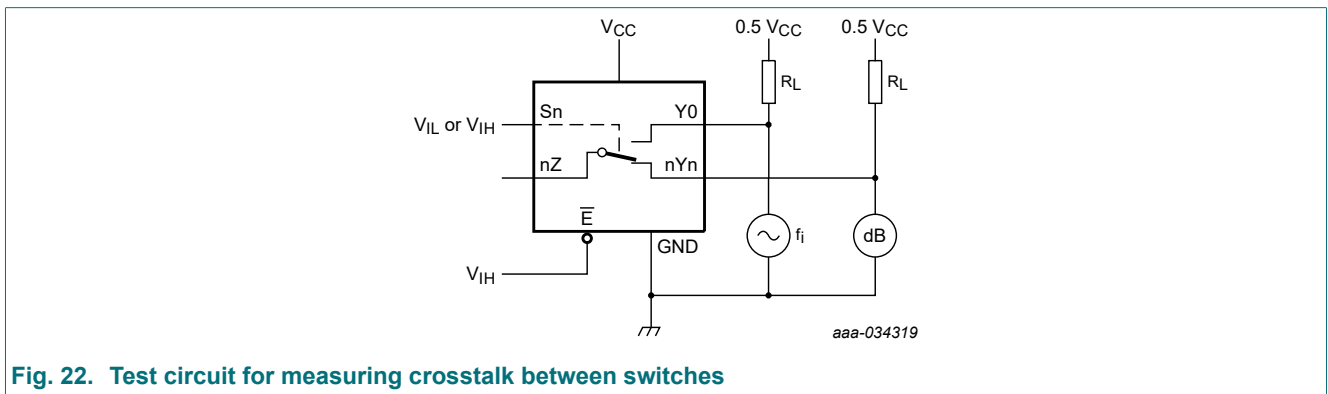 VCC 0.5 VCC 0.5 VCC
RL RL
Sn Y0
VIL or VIH
nZ nYn
E
fi dB
GND
VIH
aaa-034319
Fig. 22. Test circuit for measuring crosstalk between switches